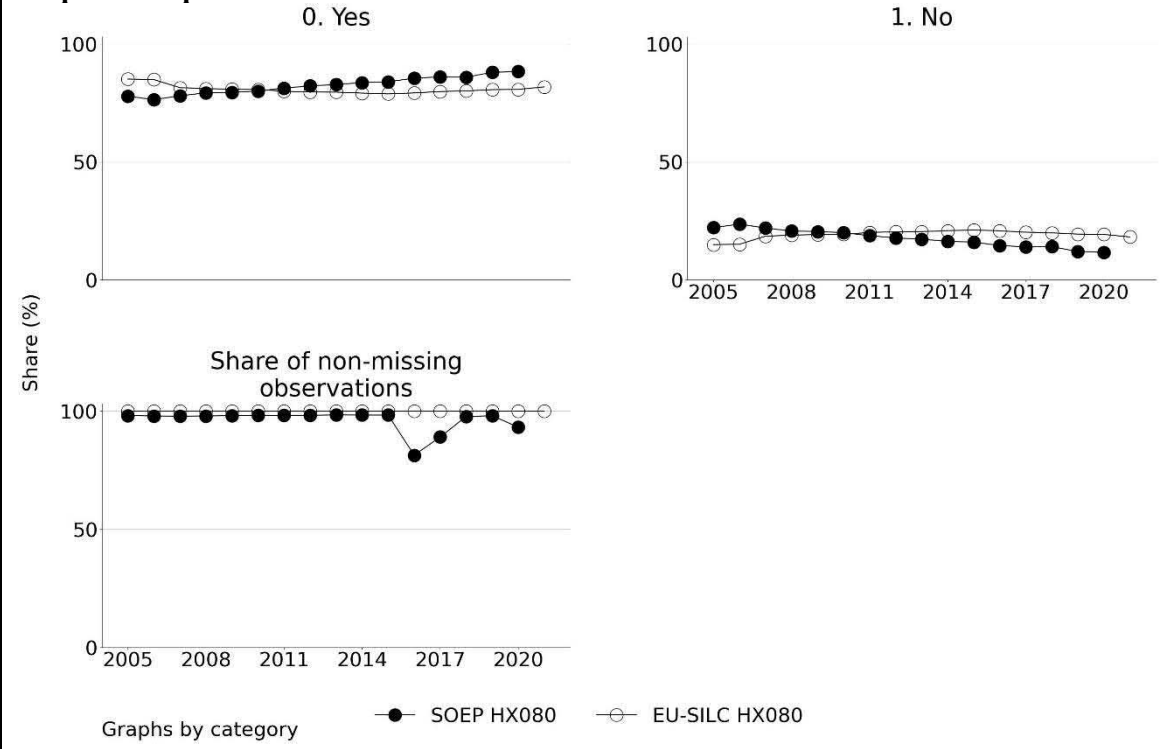 0. Yes
1. No
100
50
0
100
50
0
2005 2008 2011 2014 2017 2020
Share (%)
Share of non-missing
observations
100
50
0
2005 2008 2011 2014 2017 2020
Graphs by category
SOEP HX080 EU-SILC HX080